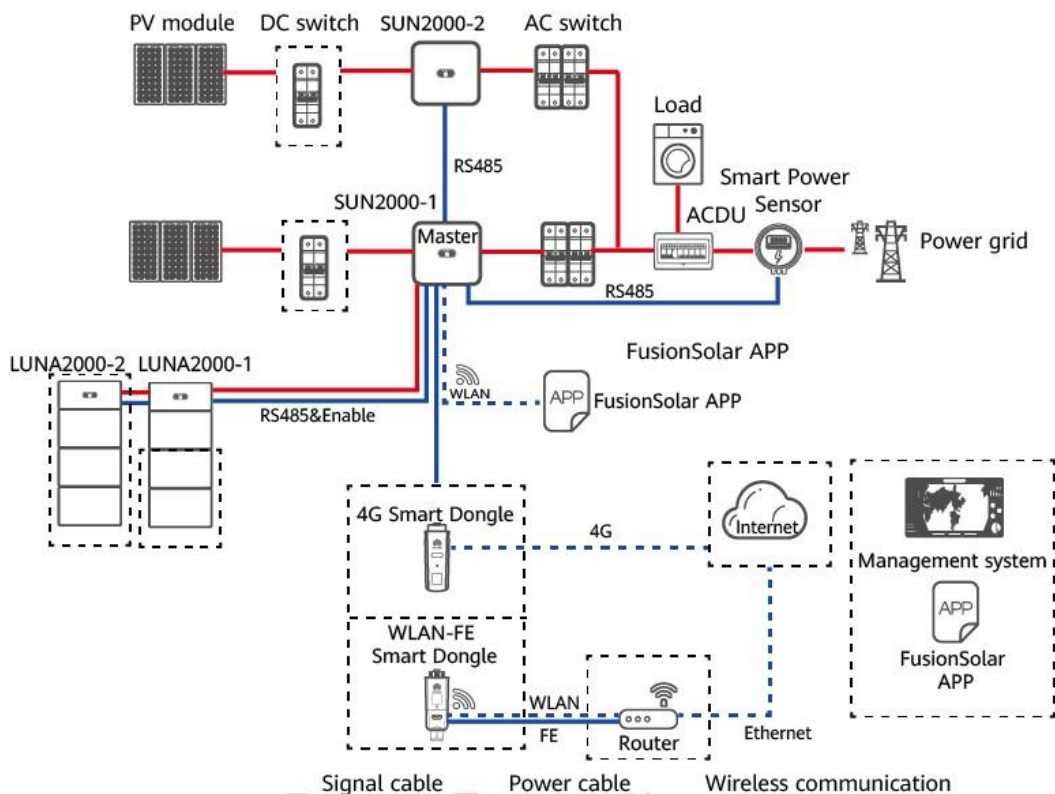 PV module
DC switch
SUN2000-2
AC switch
Load
RS485
Smart Power
Sensor
SUN2000-1
ACDU
Master
Power grid
RS485
FusionSolar APP
LUNA2000-2
LUNA2000-1
WLAN
APP
FusionSolar APP
RS485&Enable
4G Smart Dongle
4G
Internet
Management system
APP
FusionSolar
APP
WLAN-FE
Smart Dongle
WLAN
FE
Router
Ethernet
Signal cable
Power cable
Wireless communication